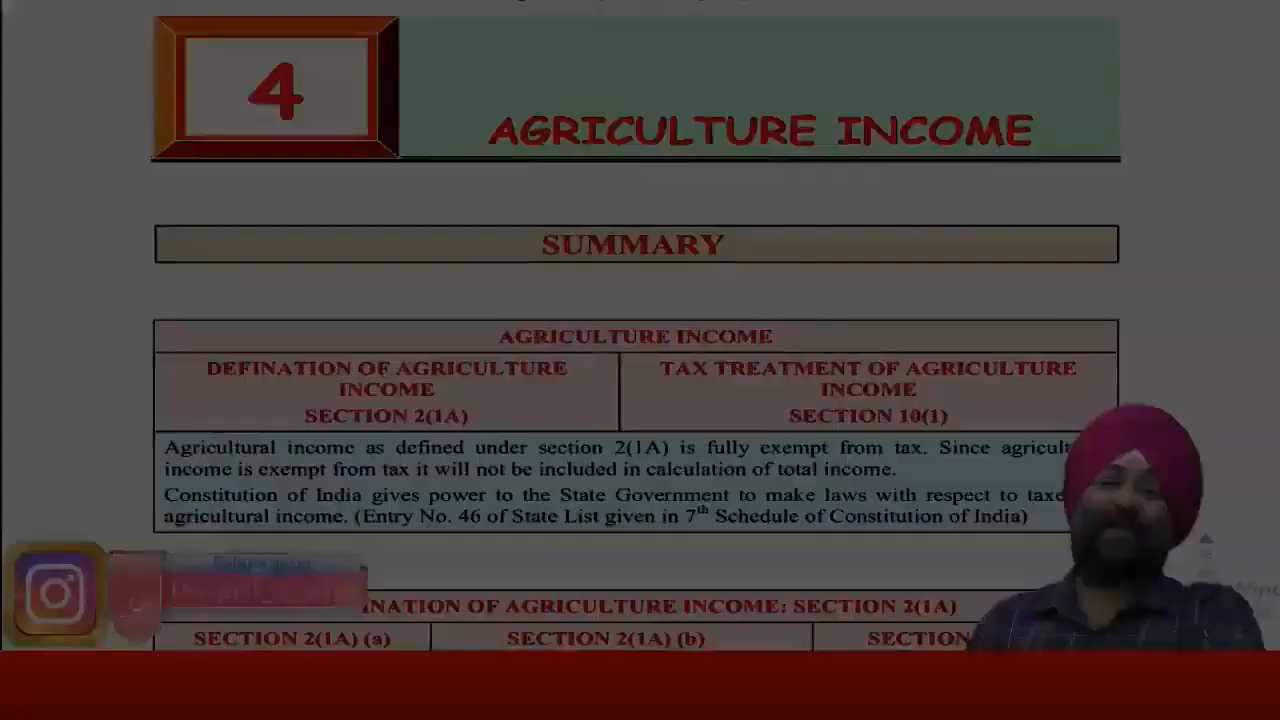 4
AGRICULTURE INCOME
SUMMARY
AGRICULTURE INCOME
DEFINATION OF AGRICULTURE
INCOME
SECTION 2(1A)
TAX TREATMENT OF AGRICULTURE
INCOME
SECTION 10(1)
Agricultural income as defined under section 2(1A) is fully exempt from tax. Since agricult
income is exempt from tax it will not be included in calculation of total income.
Constitution of India gives power to the State Government to make laws with respect to taxe
agricultural income. (Entry No. 46 of State List given in 7th Schedule of Constitution of India)
INATION OF AGRICULTURE INCOME: SECTION 2(1A)
SECTION 2(1A) (a)
SECTION 2(1A) (b)
SECTION